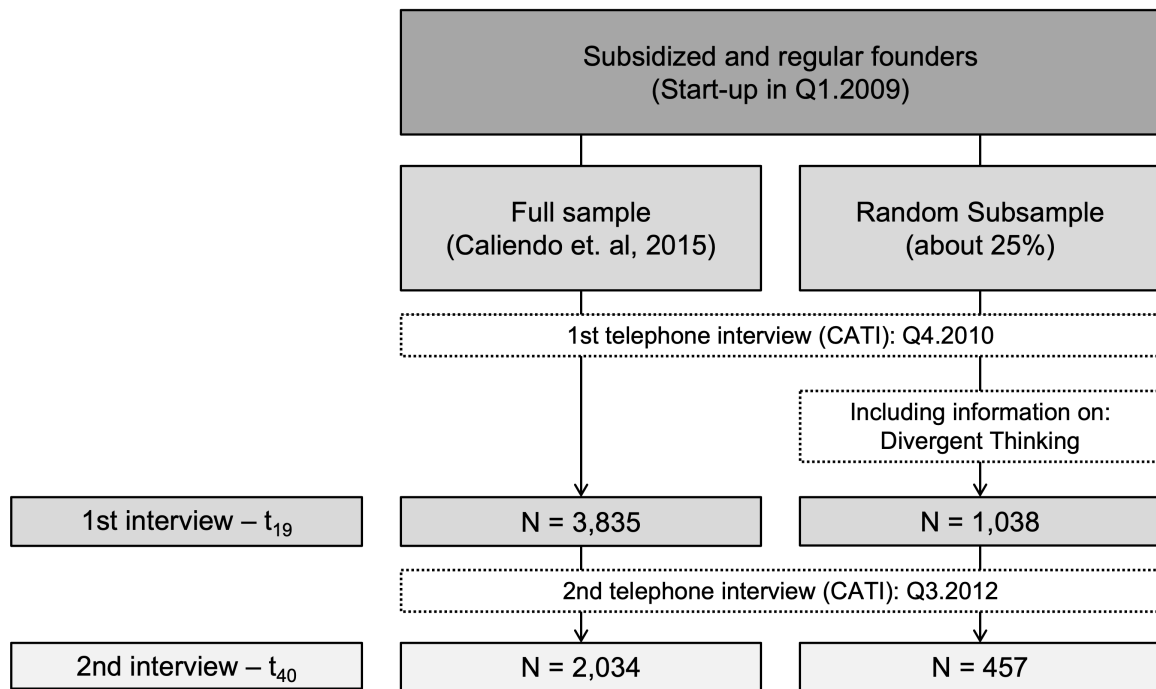 Subsidized and regular founders
(Start-up in Q1.2009)
Full sample
(Caliendo et. al, 2015)
Random Subsample
(about 25%)
1st telephone interview (CATI): Q4.2010
Including information on:
Divergent Thinking
1st interview – t19
N = 3,835
N = 1,038
2nd telephone interview (CATI): Q3.2012
2nd interview – t40
N = 2,034
N = 457